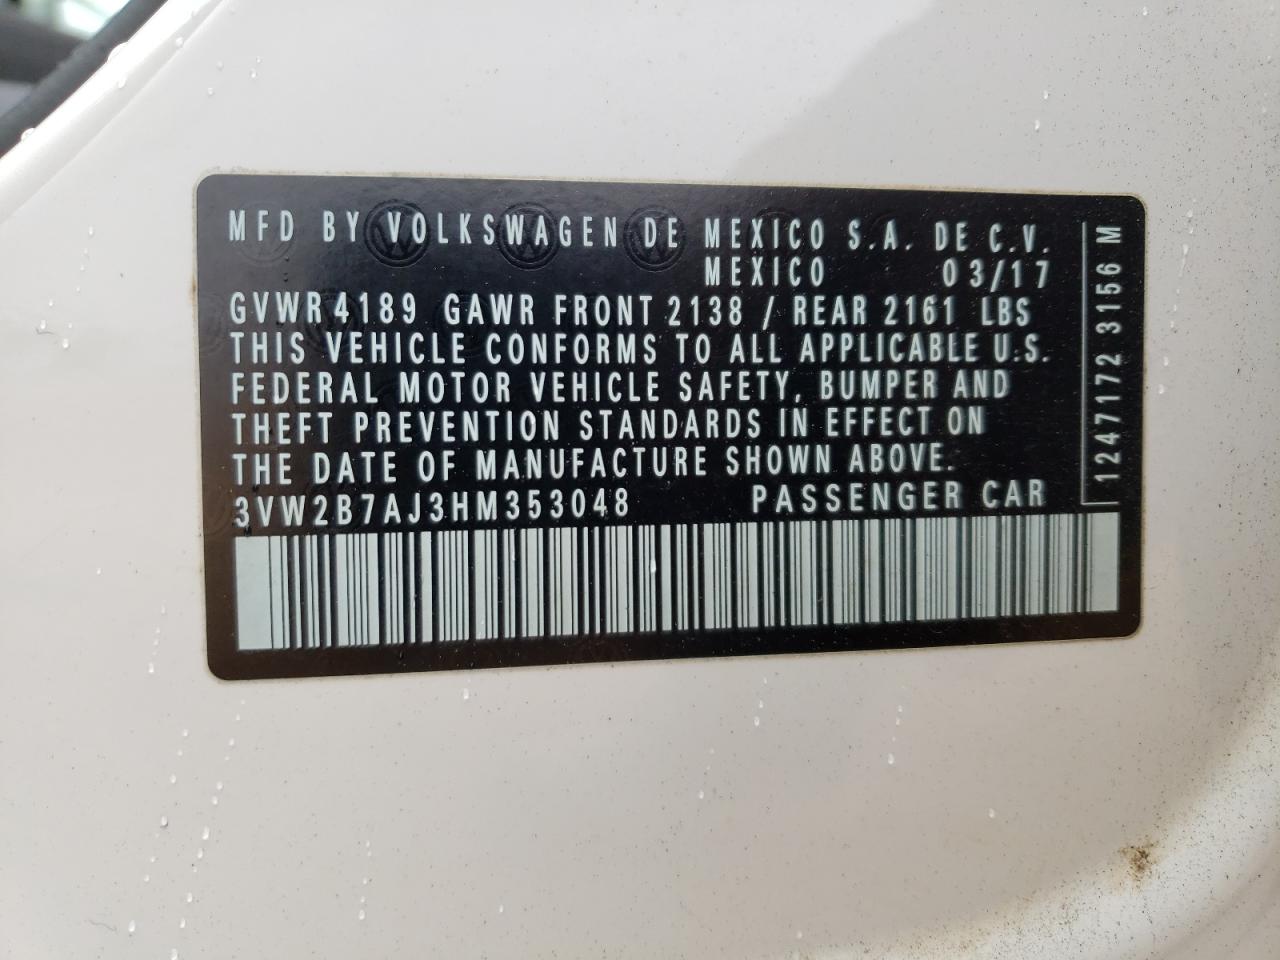 MFD BY VOLKSWAGEN DE MEXICO S.A. DE C.V.
MEXICO 03/17
GVWR 4189 GAWR FRONT 2138 / REAR 2161 LBS
THIS VEHICLE CONFORMS TO ALL APPLICABLE U.S.
FEDERAL MOTOR VEHICLE SAFETY, BUMPER AND
THEFT PREVENTION STANDARDS IN EFFECT ON
THE DATE OF MANUFACTURE SHOWN ABOVE.
3VW2B7AJ3HM353048 PASSENGER CAR
1247172 3156 M